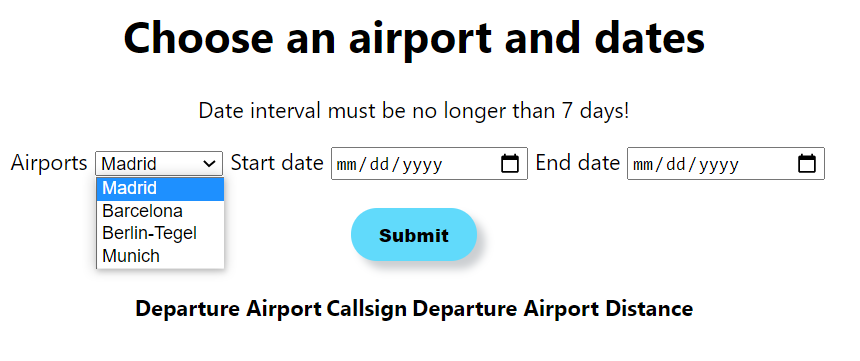 Choose an airport and dates
Date interval must be no longer than 7 days!
Airports Madrid Start date mm/dd/yyyy End date mm/dd/yyyy
Madrid
Barcelona
Berlin-Tegel
Munich
Submit
Departure Airport Callsign Departure Airport Distance